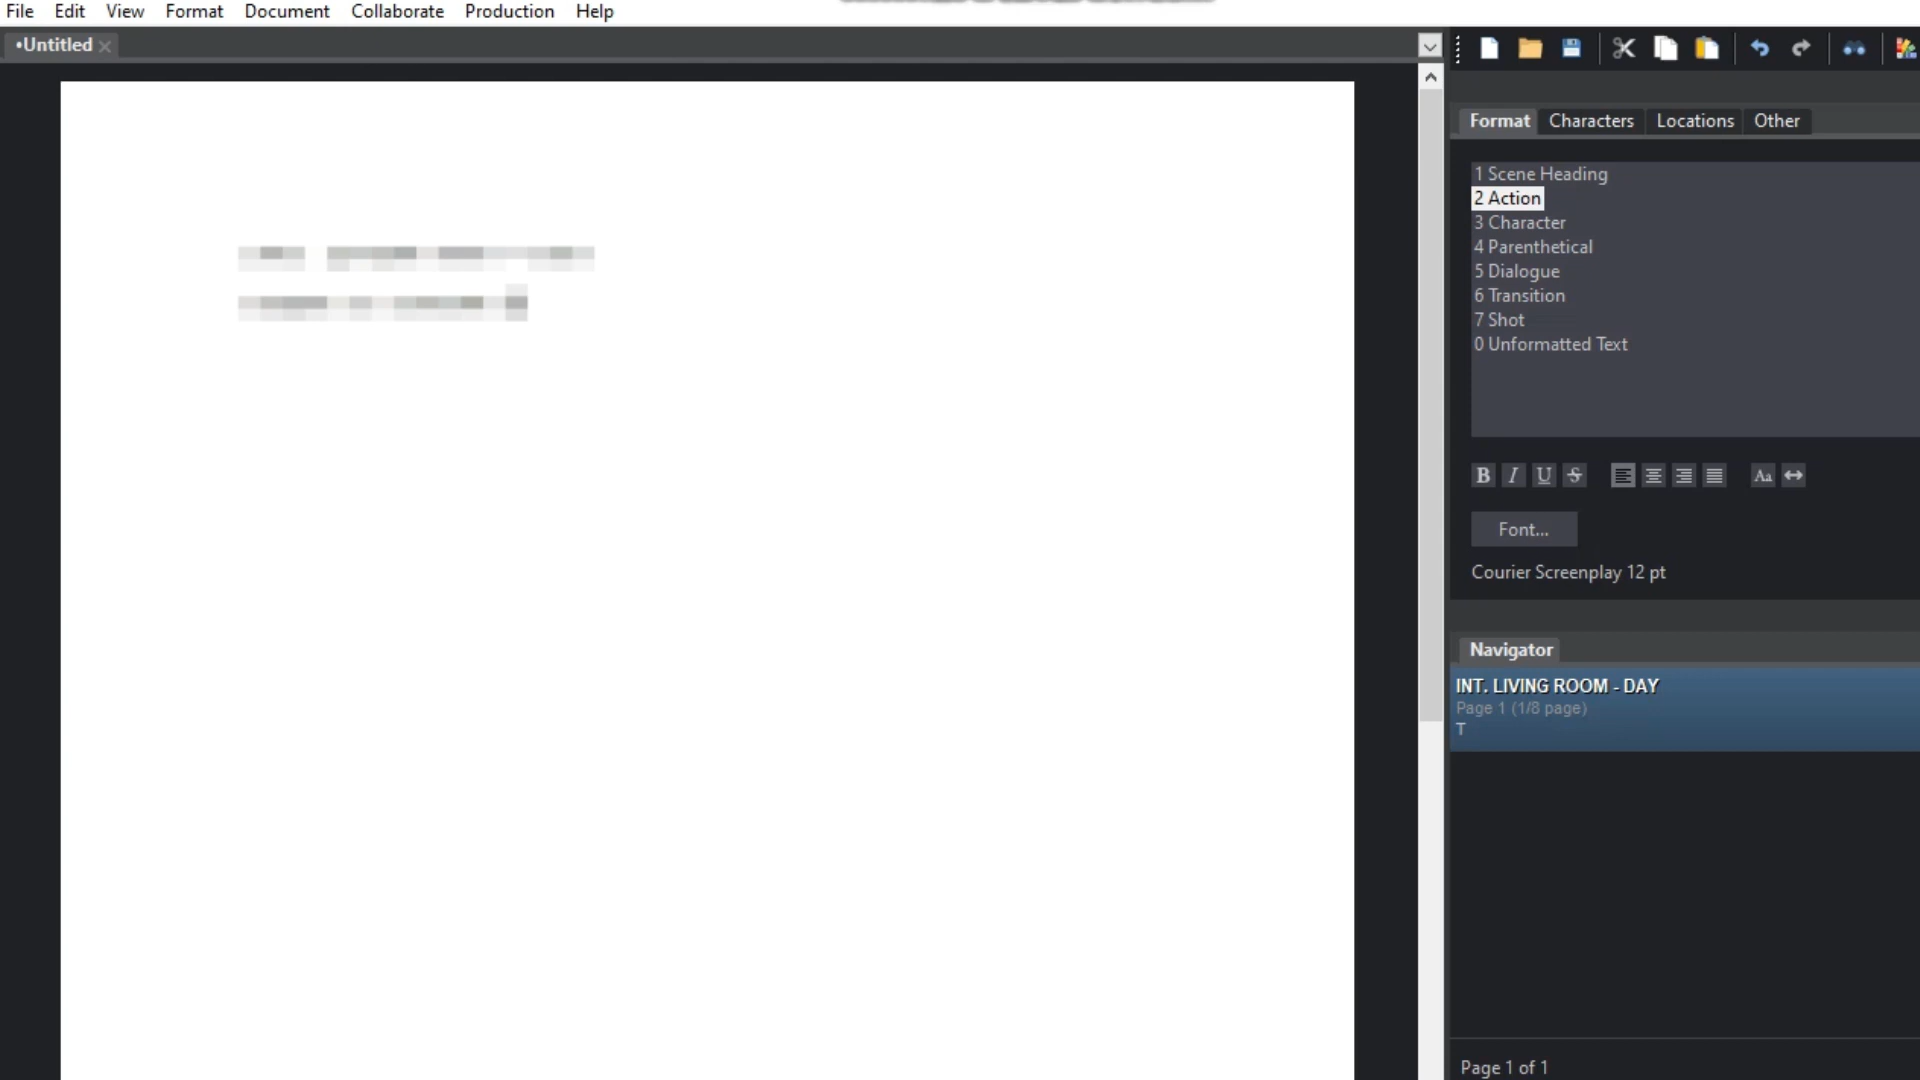 File Edit View Format Document Collaborate Production Help
•Untitled
Format Characters Locations Other
1 Scene Heading
2 Action
3 Character
4 Parenthetical
5 Dialogue
6 Transition
7 Shot
0 Unformatted Text
B I U S Aa
Font...
Courier Screenplay 12 pt
Navigator
INT. LIVING ROOM - DAY
Page 1 (1/8 page)
T
Page 1 of 1